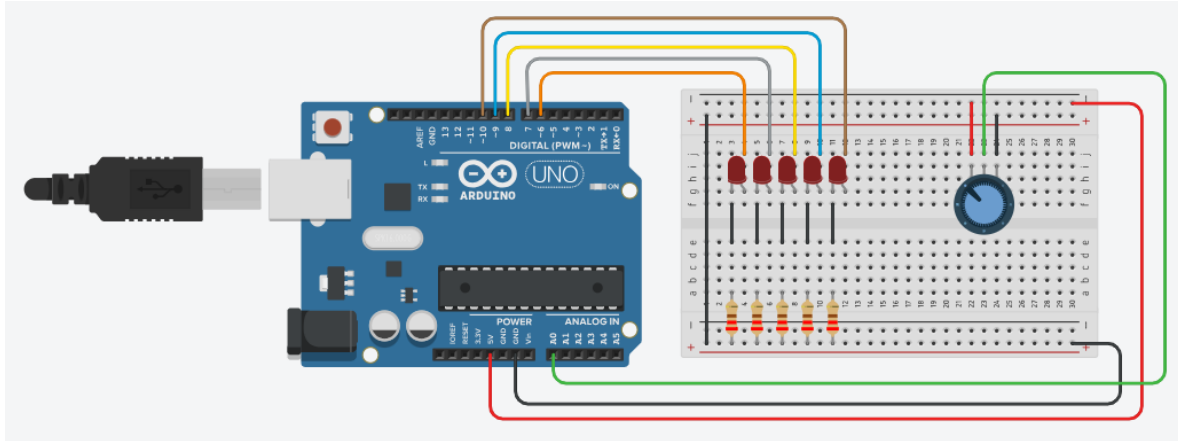 AREF
GND
13
12
~11
~10
~9
8
7
~6
~5
4
~3
2
TX→1
RX←0
DIGITAL (PWM~)
L
TX
RX
ARDUINO
UNO
ON
POWER
ANALOG IN
IOREF
RESET
3.3V
5V
GND
GND
Vin
A0
A1
A2
A3
A4
A5
- -
+ +
j j
i i
h h
g g
f f
e e
d d
c c
b b
a a
- -
+ +